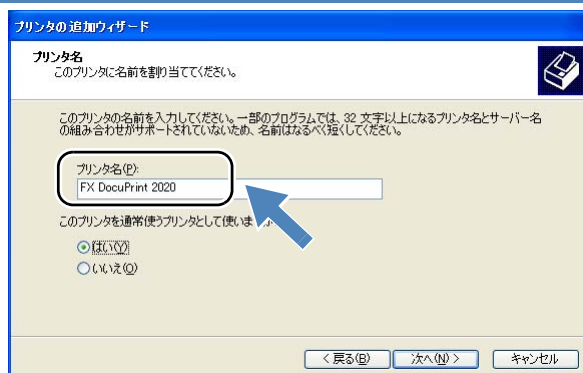 プリンタの追加ウィザード
プリンタ名
このプリンタに名前を割り当ててください。
このプリンタの名前を入力してください。一部のプログラムでは、32 文字以上になるプリンタ名とサーバー名
の組み合わせがサポートされていないため、名前はなるべく短くしてください。
プリンタ名(P):
FX DocuPrint 2020
このプリンタを通常使うプリンタとして使いま
はい(Y)
いいえ(O)
< 戻る(B)
次へ(N) >
キャンセル